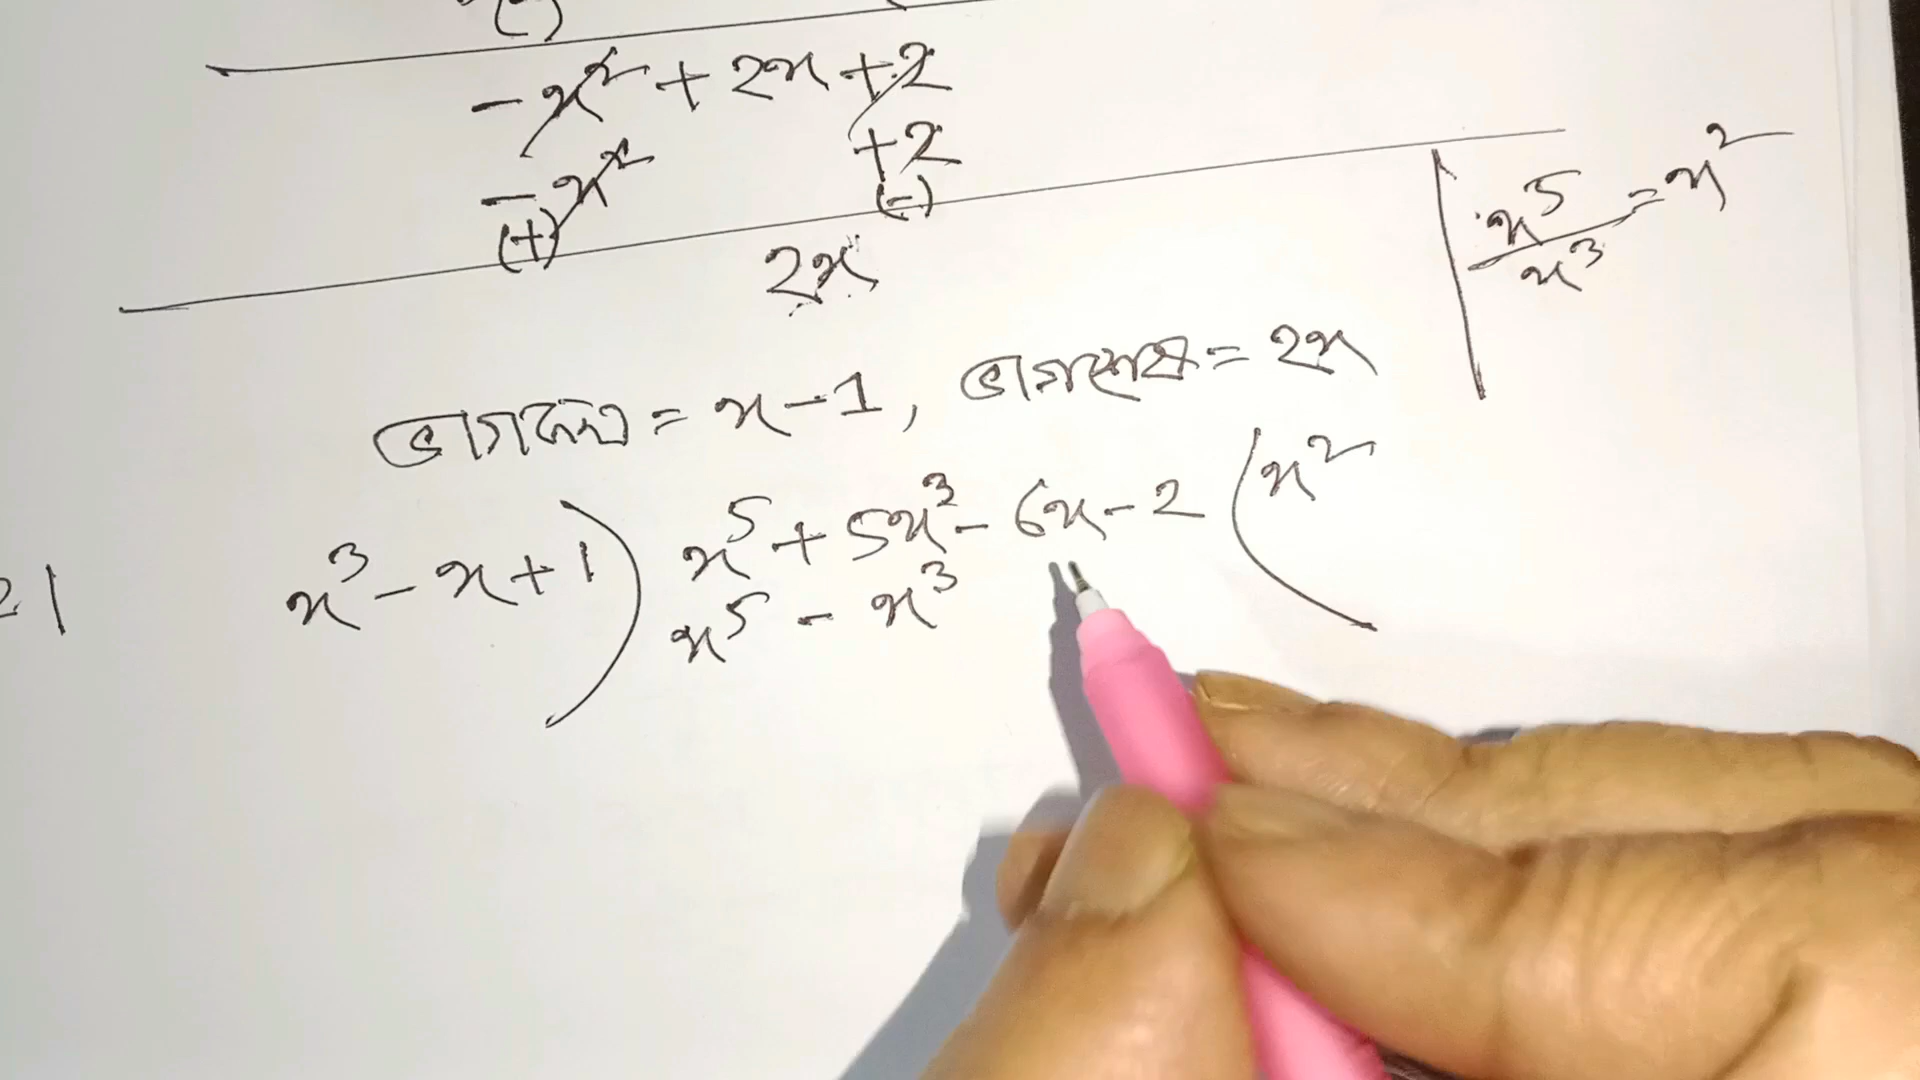 (-)
-x² + 2x + 2
-x² +2
(+) (-)
2x
x⁵/x³ = x²
ভাগফল = x - 1, ভাগশেষ = 2x
21 x³ - x + 1 ) x⁵ + 5x³ - 6x - 2 ( x²
x⁵ - x³